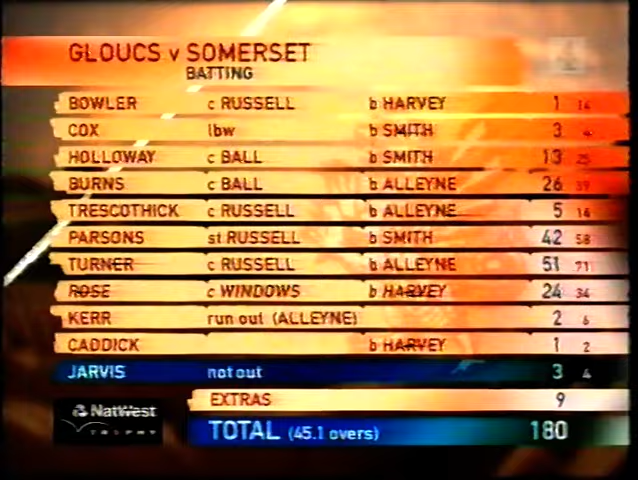 GLOUCS v SOMERSET
BATTING
BOWLER c RUSSELL b HARVEY 1 14
COX lbw b SMITH 3 4
HOLLOWAY c BALL b SMITH 13 25
BURNS c BALL b ALLEYNE 26 39
TRESCOTHICK c RUSSELL b ALLEYNE 5 14
PARSONS st RUSSELL b SMITH 42 58
TURNER c RUSSELL b ALLEYNE 51 71
ROSE c WINDOWS b HARVEY 24 34
KERR run out (ALLEYNE) 2 6
CADDICK b HARVEY 1 2
JARVIS not out 3 4
EXTRAS 9
NatWest
TROPHY
TOTAL (45.1 overs) 180